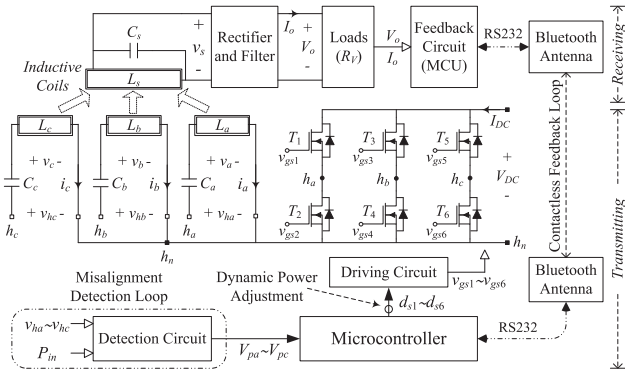 C_s
+
v_s
-
Rectifier
and Filter
I_o
+
V_o
-
Loads
(R_V)
V_o
I_o
Feedback
Circuit
(MCU)
RS232
Bluetooth
Antenna
Receiving
Inductive
Coils
L_s
L_c
L_b
L_a
+ v_c -
+ v_b -
+ v_a -
C_c
i_c
C_b
i_b
C_a
i_a
+ v_hc -
+ v_hb -
+ v_ha -
h_c
h_b
h_a
h_n
I_DC
T_1
T_3
T_5
v_gs1
v_gs3
v_gs5
h_a
h_b
h_c
+
V_DC
-
T_2
T_4
T_6
v_gs2
v_gs4
v_gs6
h_n
Contactless Feedback Loop
Transmitting
Misalignment
Detection Loop
Dynamic Power
Adjustment
Driving Circuit
v_gs1~v_gs6
d_s1~d_s6
Bluetooth
Antenna
v_ha~v_hc
P_in
Detection Circuit
V_pa~V_pc
Microcontroller
RS232